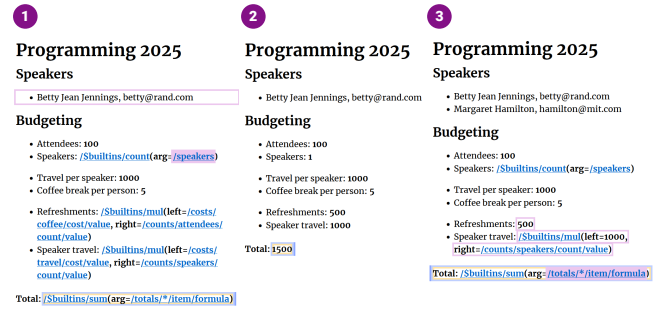 1
Programming 2025
Speakers
• Betty Jean Jennings, betty@rand.com
Budgeting
• Attendees: 100
• Speakers: /$builtins/count(arg=/speakers)
• Travel per speaker: 1000
• Coffee break per person: 5
• Refreshments: /$builtins/mul(left=/costs/
coffee/cost/value, right=/counts/attendees/
count/value)
• Speaker travel: /$builtins/mul(left=/costs/
travel/cost/value, right=/counts/speakers/
count/value)
Total: /$builtins/sum(arg=/totals/*/item/formula)
2
Programming 2025
Speakers
• Betty Jean Jennings, betty@rand.com
Budgeting
• Attendees: 100
• Speakers: 1
• Travel per speaker: 1000
• Coffee break per person: 5
• Refreshments: 500
• Speaker travel: 1000
Total: 1500
3
Programming 2025
Speakers
• Betty Jean Jennings, betty@rand.com
• Margaret Hamilton, hamilton@mit.com
Budgeting
• Attendees: 100
• Speakers: /$builtins/count(arg=/speakers)
• Travel per speaker: 1000
• Coffee break per person: 5
• Refreshments: 500
• Speaker travel: /$builtins/mul(left=1000,
right=/counts/speakers/count/value)
Total: /$builtins/sum(arg=/totals/*/item/formula)